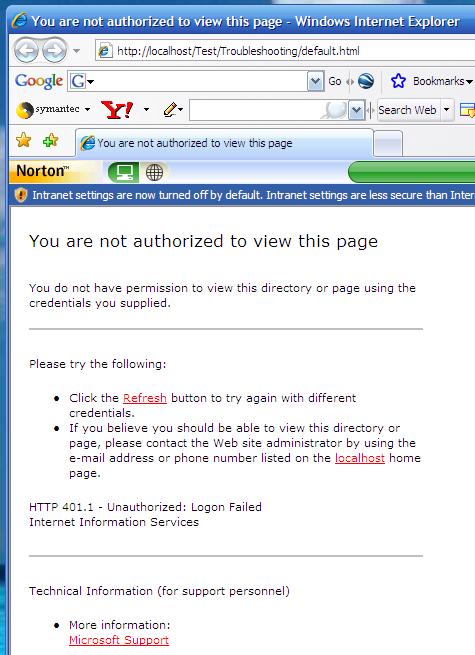 You are not authorized to view this page - Windows Internet Explorer
http://localhost/Test/Troubleshooting/default.html
Google G Go Bookmarks
symantec Y! Search Web
You are not authorized to view this page
Norton™
Intranet settings are now turned off by default. Intranet settings are less secure than Inter
You are not authorized to view this page
You do not have permission to view this directory or page using the
credentials you supplied.
Please try the following:
Click the Refresh button to try again with different
credentials.
If you believe you should be able to view this directory or
page, please contact the Web site administrator by using the
e-mail address or phone number listed on the localhost home
page.
HTTP 401.1 - Unauthorized: Logon Failed
Internet Information Services
Technical Information (for support personnel)
More information:
Microsoft Support